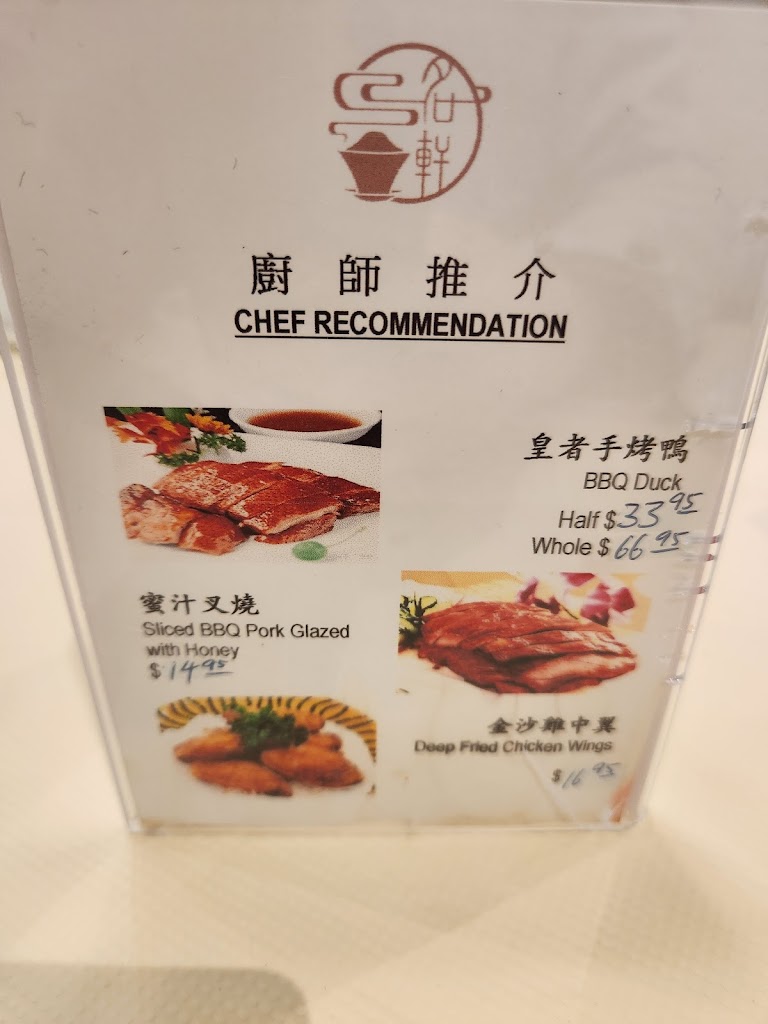 名軒
廚師推介
CHEF RECOMMENDATION
皇者手烤鴨
BBQ Duck
Half $33.95
Whole $66.95
蜜汁叉燒
Sliced BBQ Pork Glazed
with Honey
$14.95
金沙雞中翼
Deep Fried Chicken Wings
$16.95